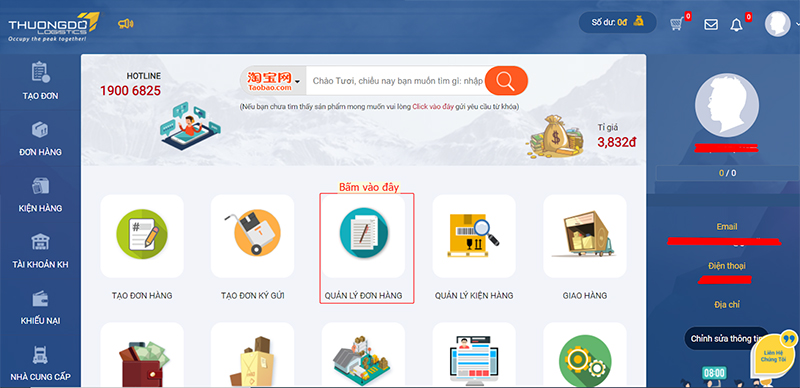 THUONGDO
LOGISTICS
Occupy the peak together!
Số dư: 0đ
0
0
TẠO ĐƠN
ĐƠN HÀNG
KIỆN HÀNG
TÀI KHOẢN KH
KHIẾU NẠI
NHÀ CUNG CẤP
HOTLINE
1900 6825
淘宝网
Taobao.com
Chào Tươi, chiều nay bạn muốn tìm gì: nhập
(Nếu bạn chưa tìm thấy sản phẩm mong muốn vui lòng Click vào đây gửi yêu cầu từ khóa)
Tỉ giá
3,832đ
Bấm vào đây
TẠO ĐƠN HÀNG
TẠO ĐƠN KÝ GỬI
QUẢN LÝ ĐƠN HÀNG
QUẢN LÝ KIỆN HÀNG
GIAO HÀNG
0 / 0
Email
Điện thoại
Địa chỉ
Chỉnh sửa thông tin
Liên Hệ
Chúng Tôi
08:00